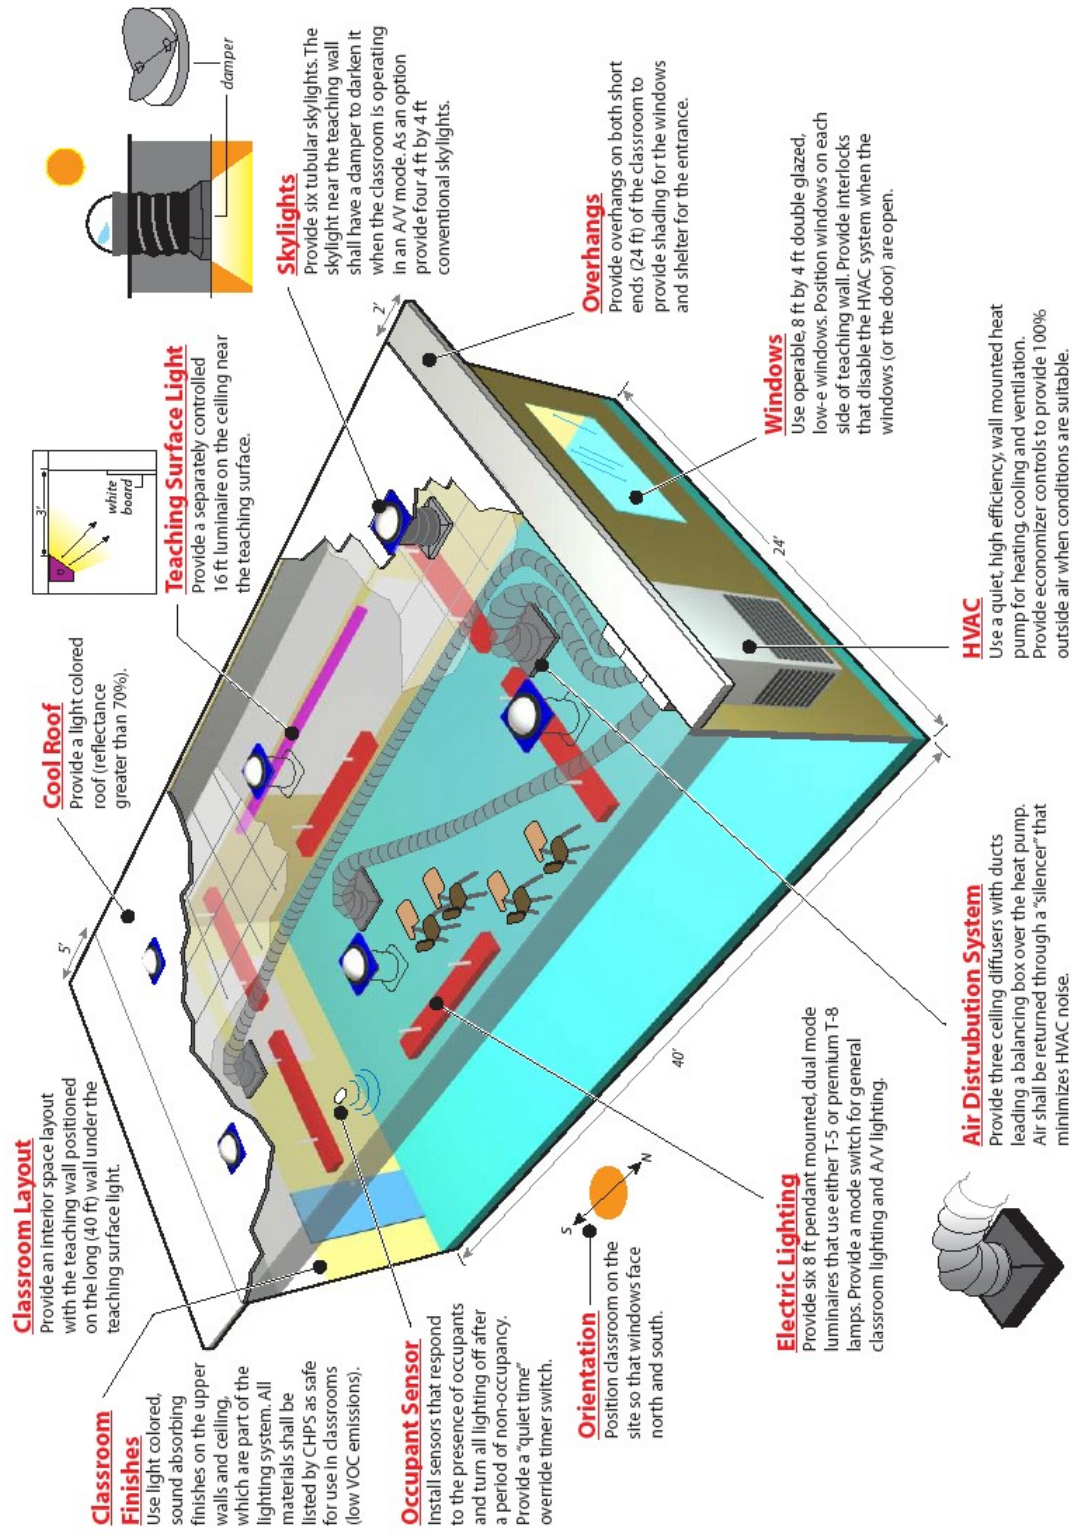 Classroom
Finishes
Use light colored,
sound absorbing
finishes on the upper
walls and ceiling,
which are part of the
lighting system. All
materials shall be
listed by CHPS as safe
for use in classrooms
(low VOC emissions).
Classroom Layout
Provide an interior space layout
with the teaching wall positioned
on the long (40 ft) wall under the
teaching surface light.
Cool Roof
Provide a light colored
roof (reflectance
greater than 70%).
3'
white
board
Teaching Surface Light
Provide a separately controlled
16 ft luminaire on the ceiling near
the teaching surface.
damper
Skylights
Provide six tubular skylights. The
skylight near the teaching wall
shall have a damper to darken it
when the classroom is operating
in an A/V mode. As an option
provide four 4 ft by 4 ft
conventional skylights.
5'
2'
Overhangs
Provide overhangs on both short
ends (24 ft) of the classroom to
provide shading for the windows
and shelter for the entrance.
Windows
Use operable, 8 ft by 4 ft double glazed,
low-e windows. Position windows on each
side of teaching wall. Provide interlocks
that disable the HVAC system when the
windows (or the door) are open.
24'
40'
Occupant Sensor
Install sensors that respond
to the presence of occupants
and turn all lighting off after
a period of non-occupancy.
Provide a "quiet time"
override timer switch.
Orientation
Position classroom on the
site so that windows face
north and south.
S
N
Electric Lighting
Provide six 8 ft pendant mounted, dual mode
luminaires that use either T-5 or premium T-8
lamps. Provide a mode switch for general
classroom lighting and A/V lighting.
Air Distrubution System
Provide three ceiling diffusers with ducts
leading a balancing box over the heat pump.
Air shall be returned through a "silencer" that
minimizes HVAC noise.
HVAC
Use a quiet, high efficiency, wall mounted heat
pump for heating, cooling and ventilation.
Provide economizer controls to provide 100%
outside air when conditions are suitable.